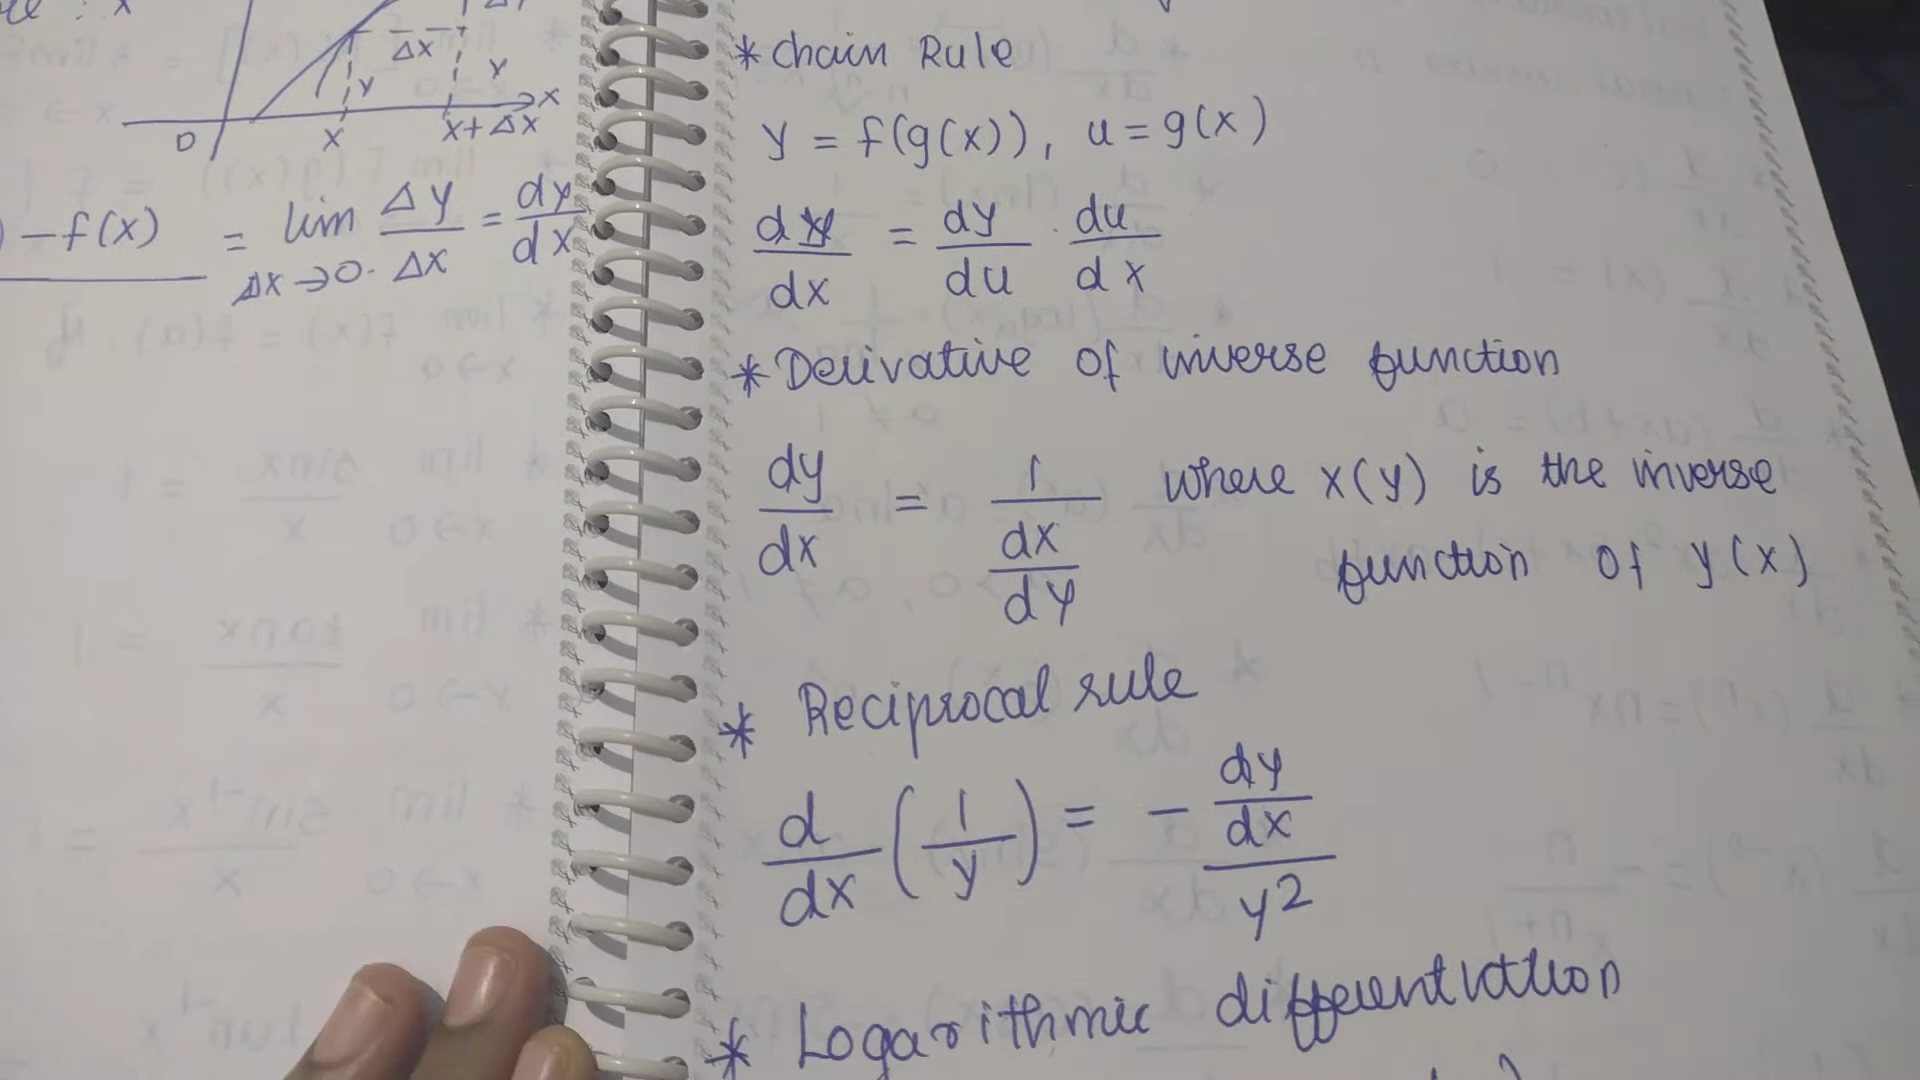 Δx
y
y
x
0
x
x + Δx
– f(x) = lim Δy/Δx = dy/dx
Δx → 0
* Chain Rule
y = f(g(x)), u = g(x)
dy/dx = dy/du · du/dx
* Derivative of inverse function
dy/dx = 1/(dx/dy) where x(y) is the inverse
function of y(x)
* Reciprocal rule
d/dx (1/y) = – (dy/dx)/y²
* Logarithmic differentiation